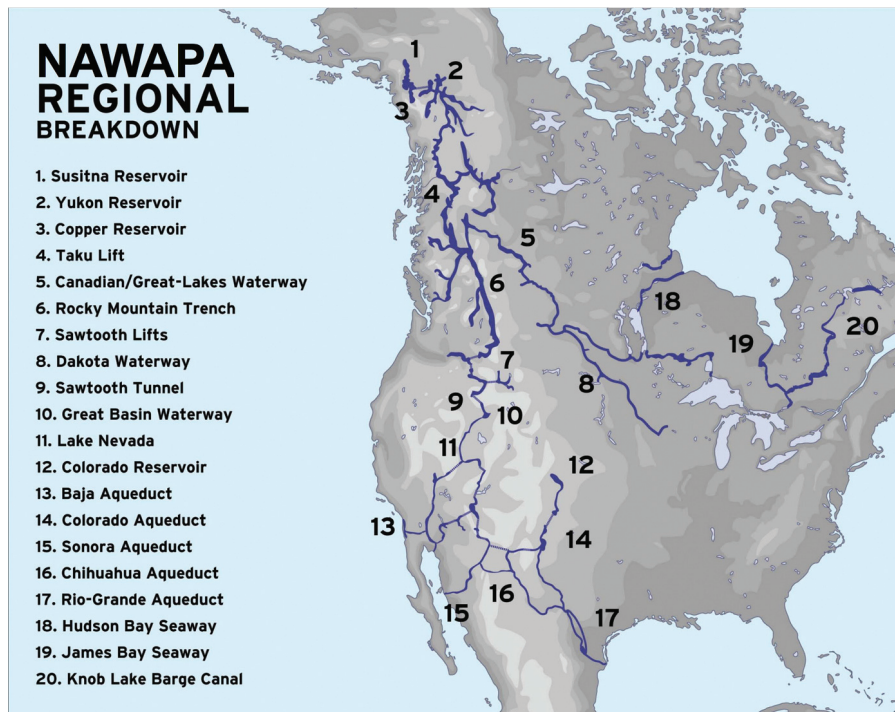 NAWAPA
REGIONAL
BREAKDOWN
1. Susitna Reservoir
2. Yukon Reservoir
3. Copper Reservoir
4. Taku Lift
5. Canadian/Great-Lakes Waterway
6. Rocky Mountain Trench
7. Sawtooth Lifts
8. Dakota Waterway
9. Sawtooth Tunnel
10. Great Basin Waterway
11. Lake Nevada
12. Colorado Reservoir
13. Baja Aqueduct
14. Colorado Aqueduct
15. Sonora Aqueduct
16. Chihuahua Aqueduct
17. Rio-Grande Aqueduct
18. Hudson Bay Seaway
19. James Bay Seaway
20. Knob Lake Barge Canal
1
2
3
4
5
6
18
20
19
7
8
9
10
11
12
13
14
16
15
17